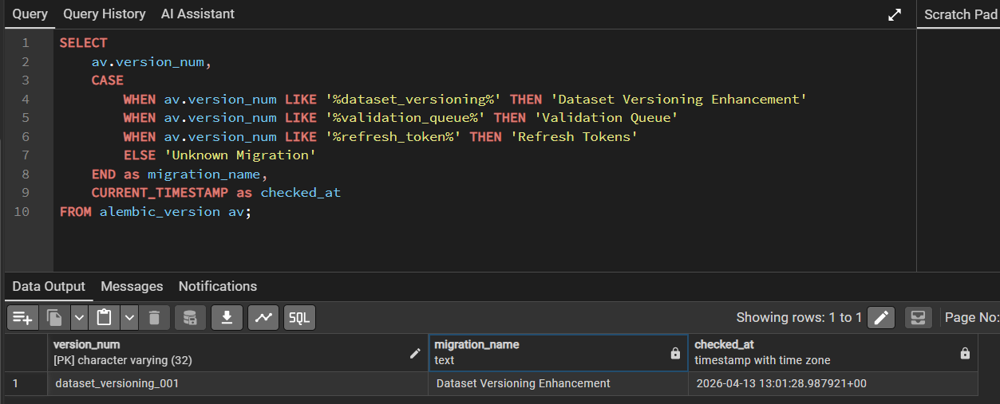 Query Query History AI Assistant Scratch Pad
1 SELECT
2 av.version_num,
3 CASE
4 WHEN av.version_num LIKE '%dataset_versioning%' THEN 'Dataset Versioning Enhancement'
5 WHEN av.version_num LIKE '%validation_queue%' THEN 'Validation Queue'
6 WHEN av.version_num LIKE '%refresh_token%' THEN 'Refresh Tokens'
7 ELSE 'Unknown Migration'
8 END as migration_name,
9 CURRENT_TIMESTAMP as checked_at
10 FROM alembic_version av;
Data Output Messages Notifications
SQL Showing rows: 1 to 1 Page No:
version_num migration_name checked_at
[PK] character varying (32) text timestamp with time zone
1 dataset_versioning_001 Dataset Versioning Enhancement 2026-04-13 13:01:28.987921+00